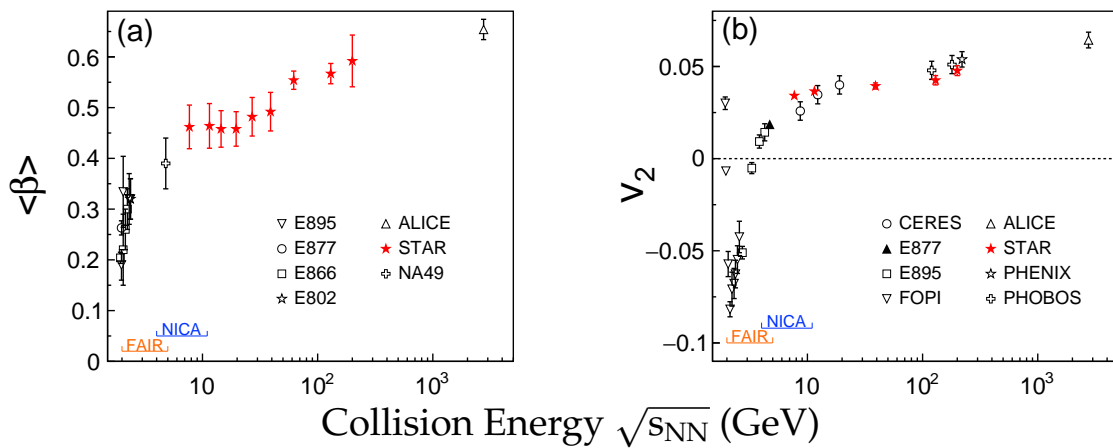 (a)
<β>
0.6
0.5
0.4
0.3
0.2
0.1
0
E895
E877
E866
E802
ALICE
STAR
NA49
NICA
FAIR
10
10²
10³
(b)
v₂
0.05
0
−0.05
−0.1
CERES
E877
E895
FOPI
ALICE
STAR
PHENIX
PHOBOS
NICA
FAIR
10
10²
10³
Collision Energy √sNN (GeV)